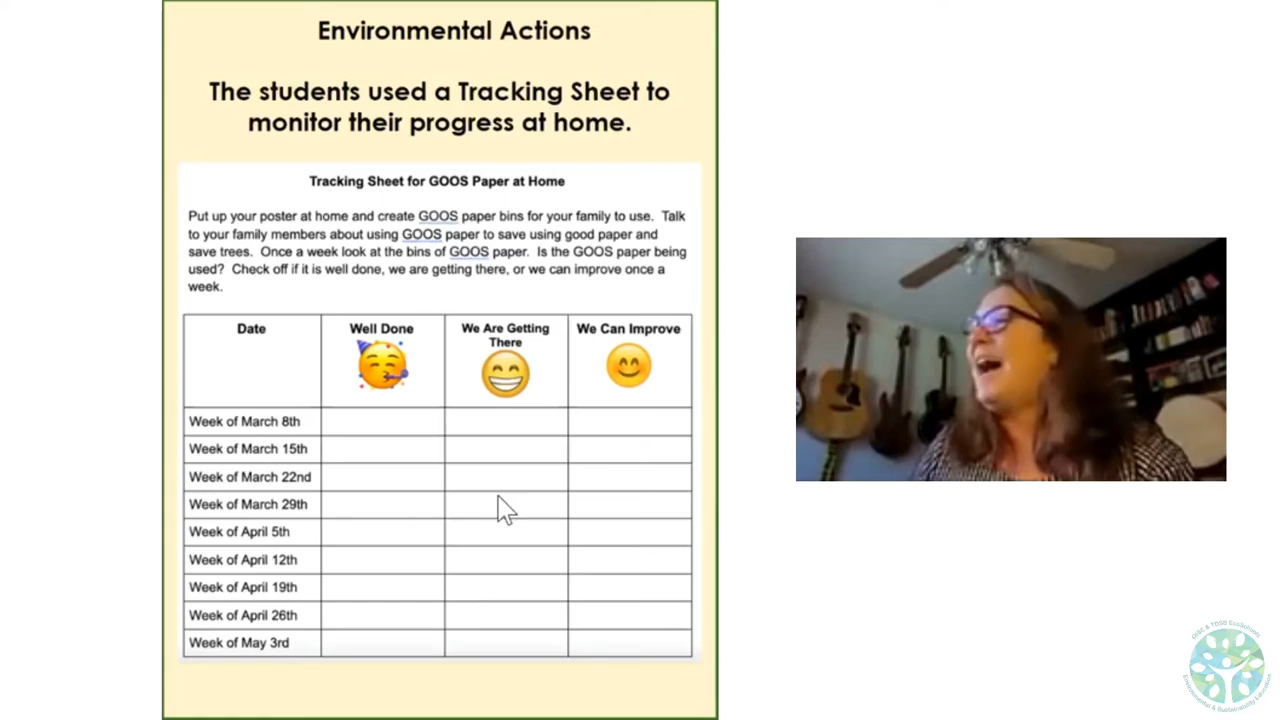 Environmental Actions
The students used a Tracking Sheet to
monitor their progress at home.
Tracking Sheet for GOOS Paper at Home
Put up your poster at home and create GOOS paper bins for your family to use. Talk
to your family members about using GOOS paper to save using good paper and
save trees. Once a week look at the bins of GOOS paper. Is the GOOS paper being
used? Check off if it is well done, we are getting there, or we can improve once a
week.
Date
Well Done
We Are Getting
There
We Can Improve
Week of March 8th
Week of March 15th
Week of March 22nd
Week of March 29th
Week of April 5th
Week of April 12th
Week of April 19th
Week of April 26th
Week of May 3rd
OISE & TDSB EcoSchools
Environmental & Sustainability Education